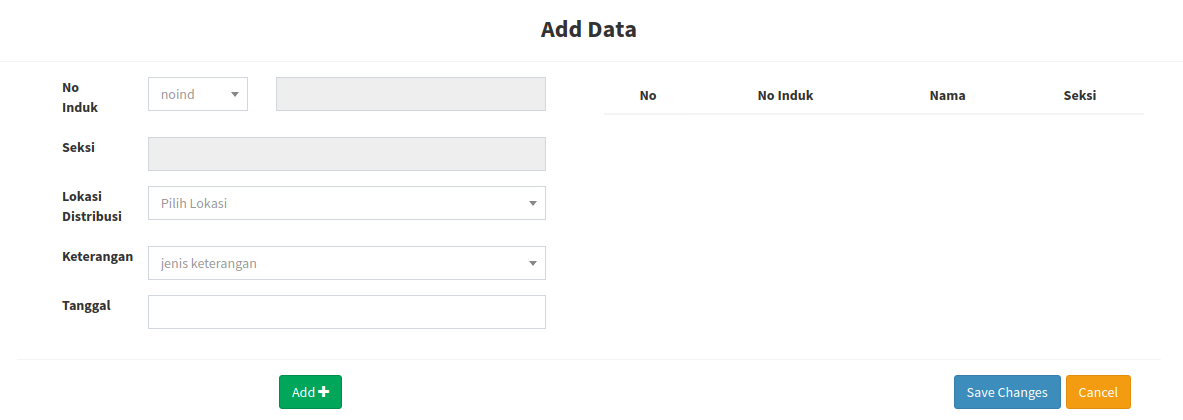 Add Data
No
Induk
noind
Seksi
Lokasi
Distribusi
Pilih Lokasi
Keterangan
jenis keterangan
Tanggal
No No Induk Nama Seksi
Add
Save Changes
Cancel